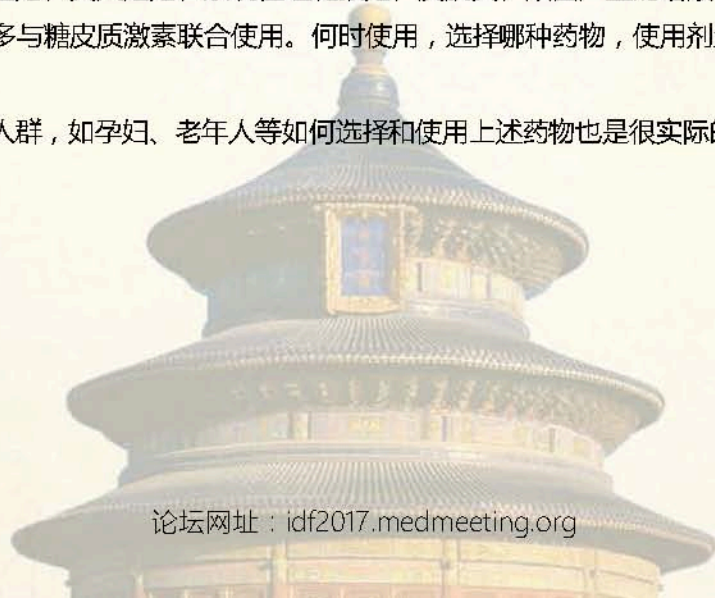 多与糖皮质激素联合使用。何时使用，选择哪种药物，使用剂
人群，如孕妇、老年人等如何选择和使用上述药物也是很实际的
论坛网址：idf2017.medmeeting.org